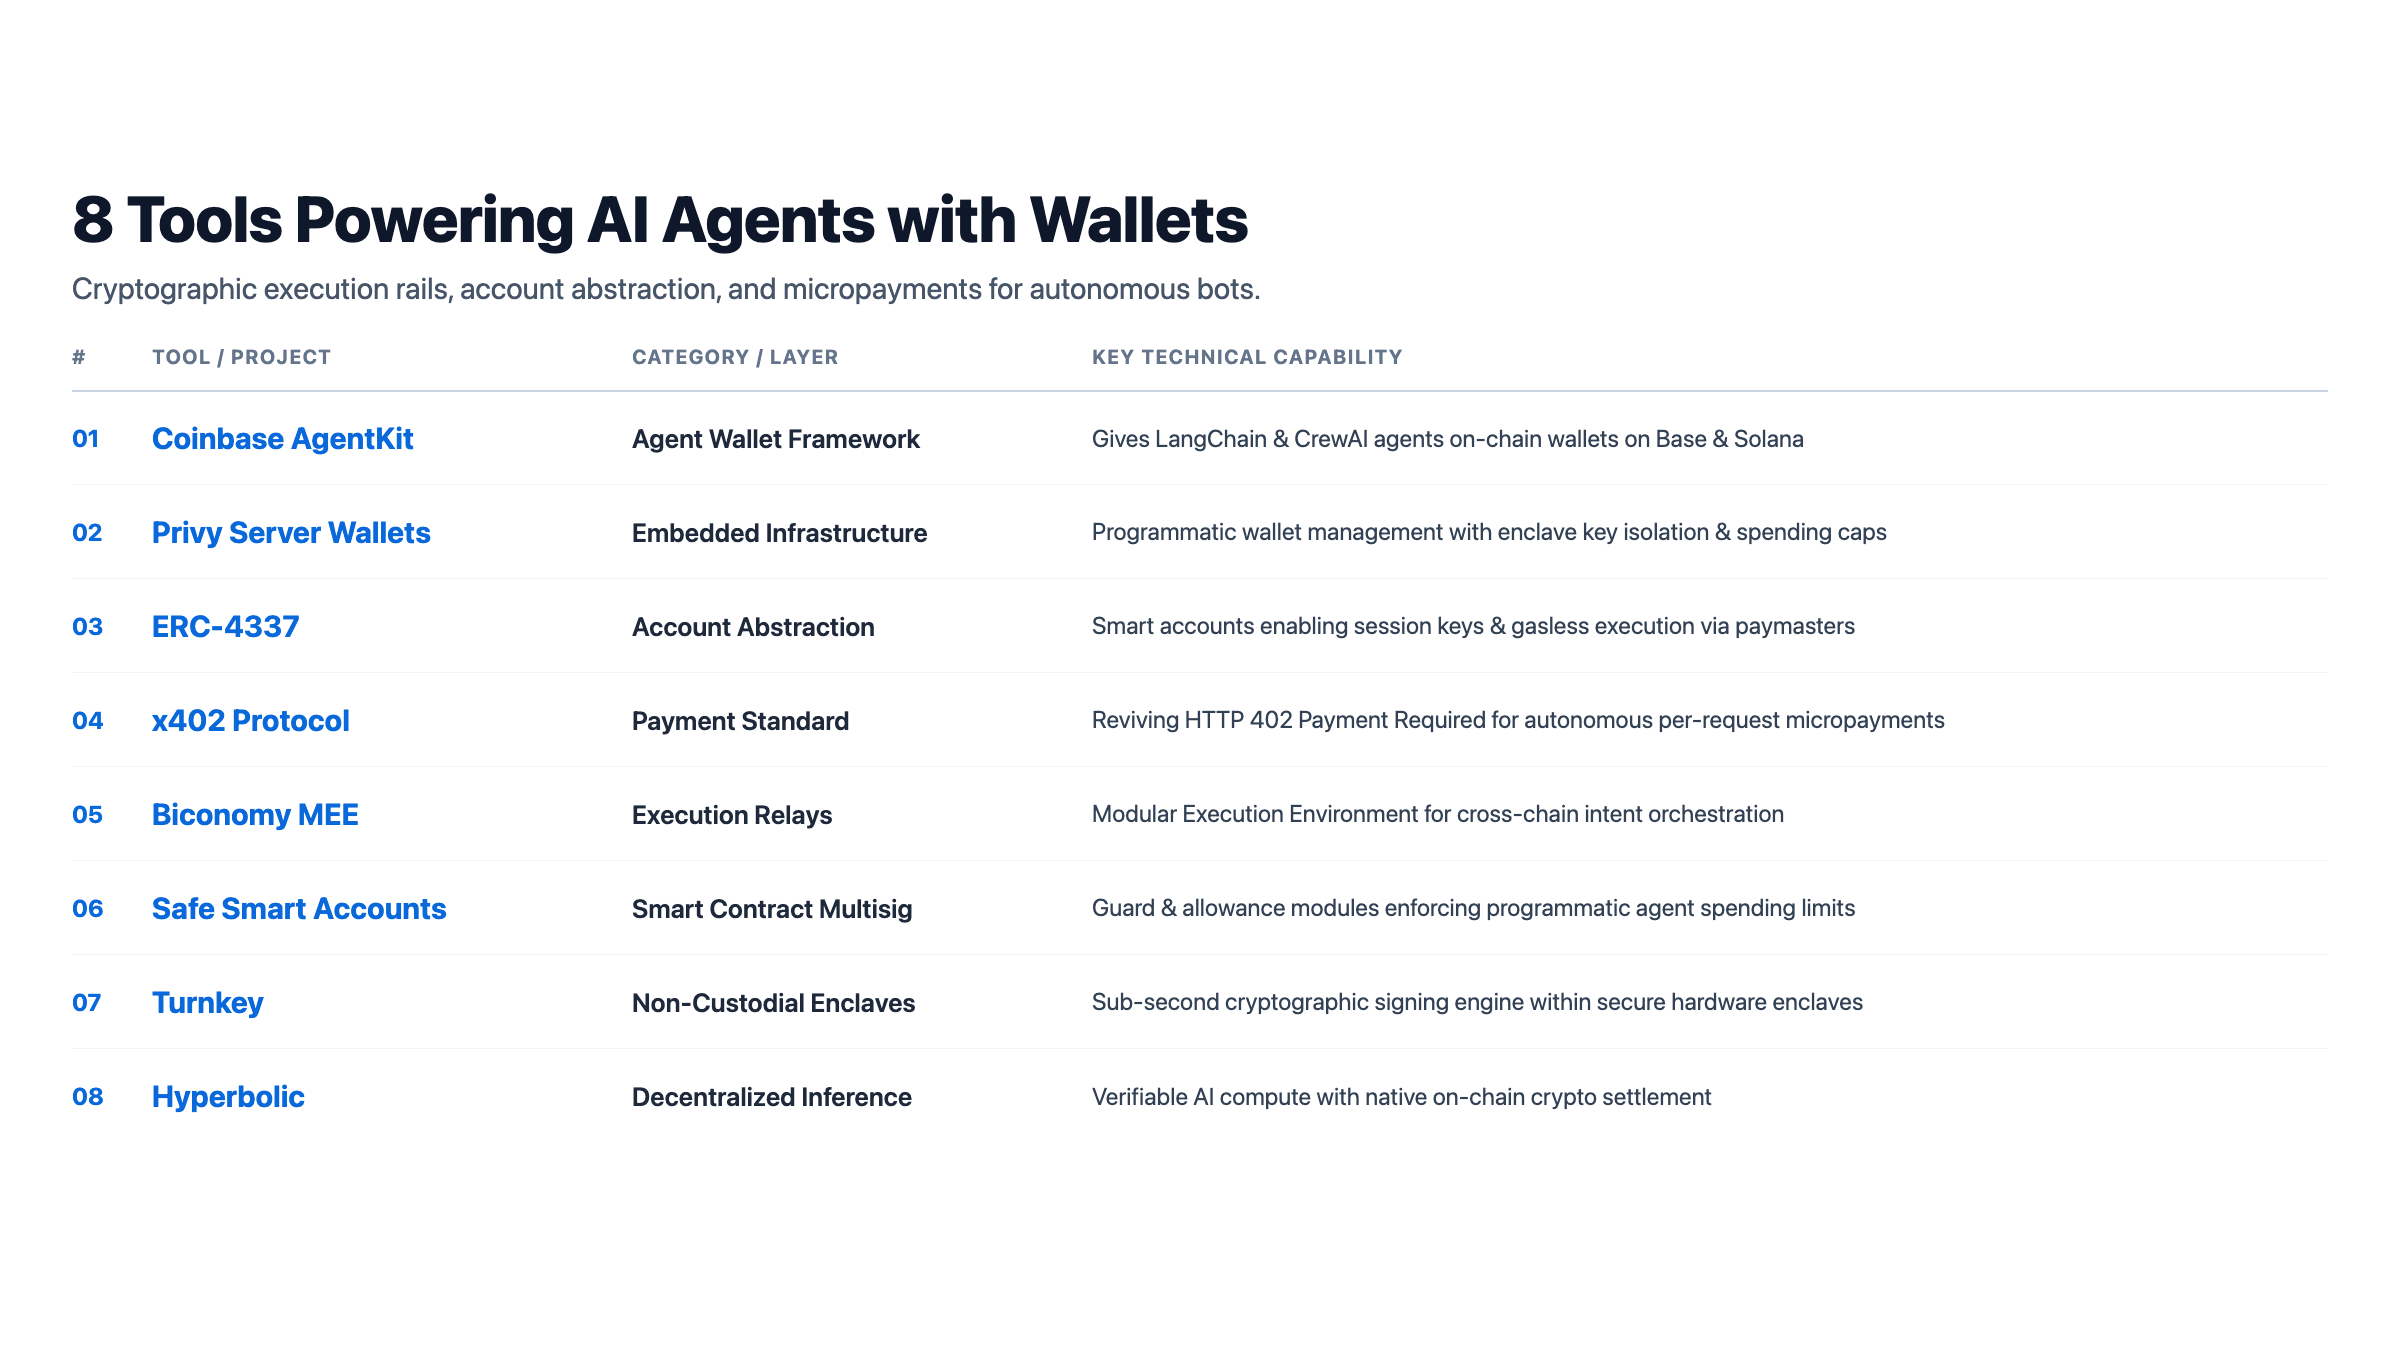 8 Tools Powering AI Agents with Wallets
Cryptographic execution rails, account abstraction, and micropayments for autonomous bots.
# TOOL / PROJECT CATEGORY / LAYER KEY TECHNICAL CAPABILITY
01 Coinbase AgentKit Agent Wallet Framework Gives LangChain & CrewAI agents on-chain wallets on Base & Solana
02 Privy Server Wallets Embedded Infrastructure Programmatic wallet management with enclave key isolation & spending caps
03 ERC-4337 Account Abstraction Smart accounts enabling session keys & gasless execution via paymasters
04 x402 Protocol Payment Standard Reviving HTTP 402 Payment Required for autonomous per-request micropayments
05 Biconomy MEE Execution Relays Modular Execution Environment for cross-chain intent orchestration
06 Safe Smart Accounts Smart Contract Multisig Guard & allowance modules enforcing programmatic agent spending limits
07 Turnkey Non-Custodial Enclaves Sub-second cryptographic signing engine within secure hardware enclaves
08 Hyperbolic Decentralized Inference Verifiable AI compute with native on-chain crypto settlement